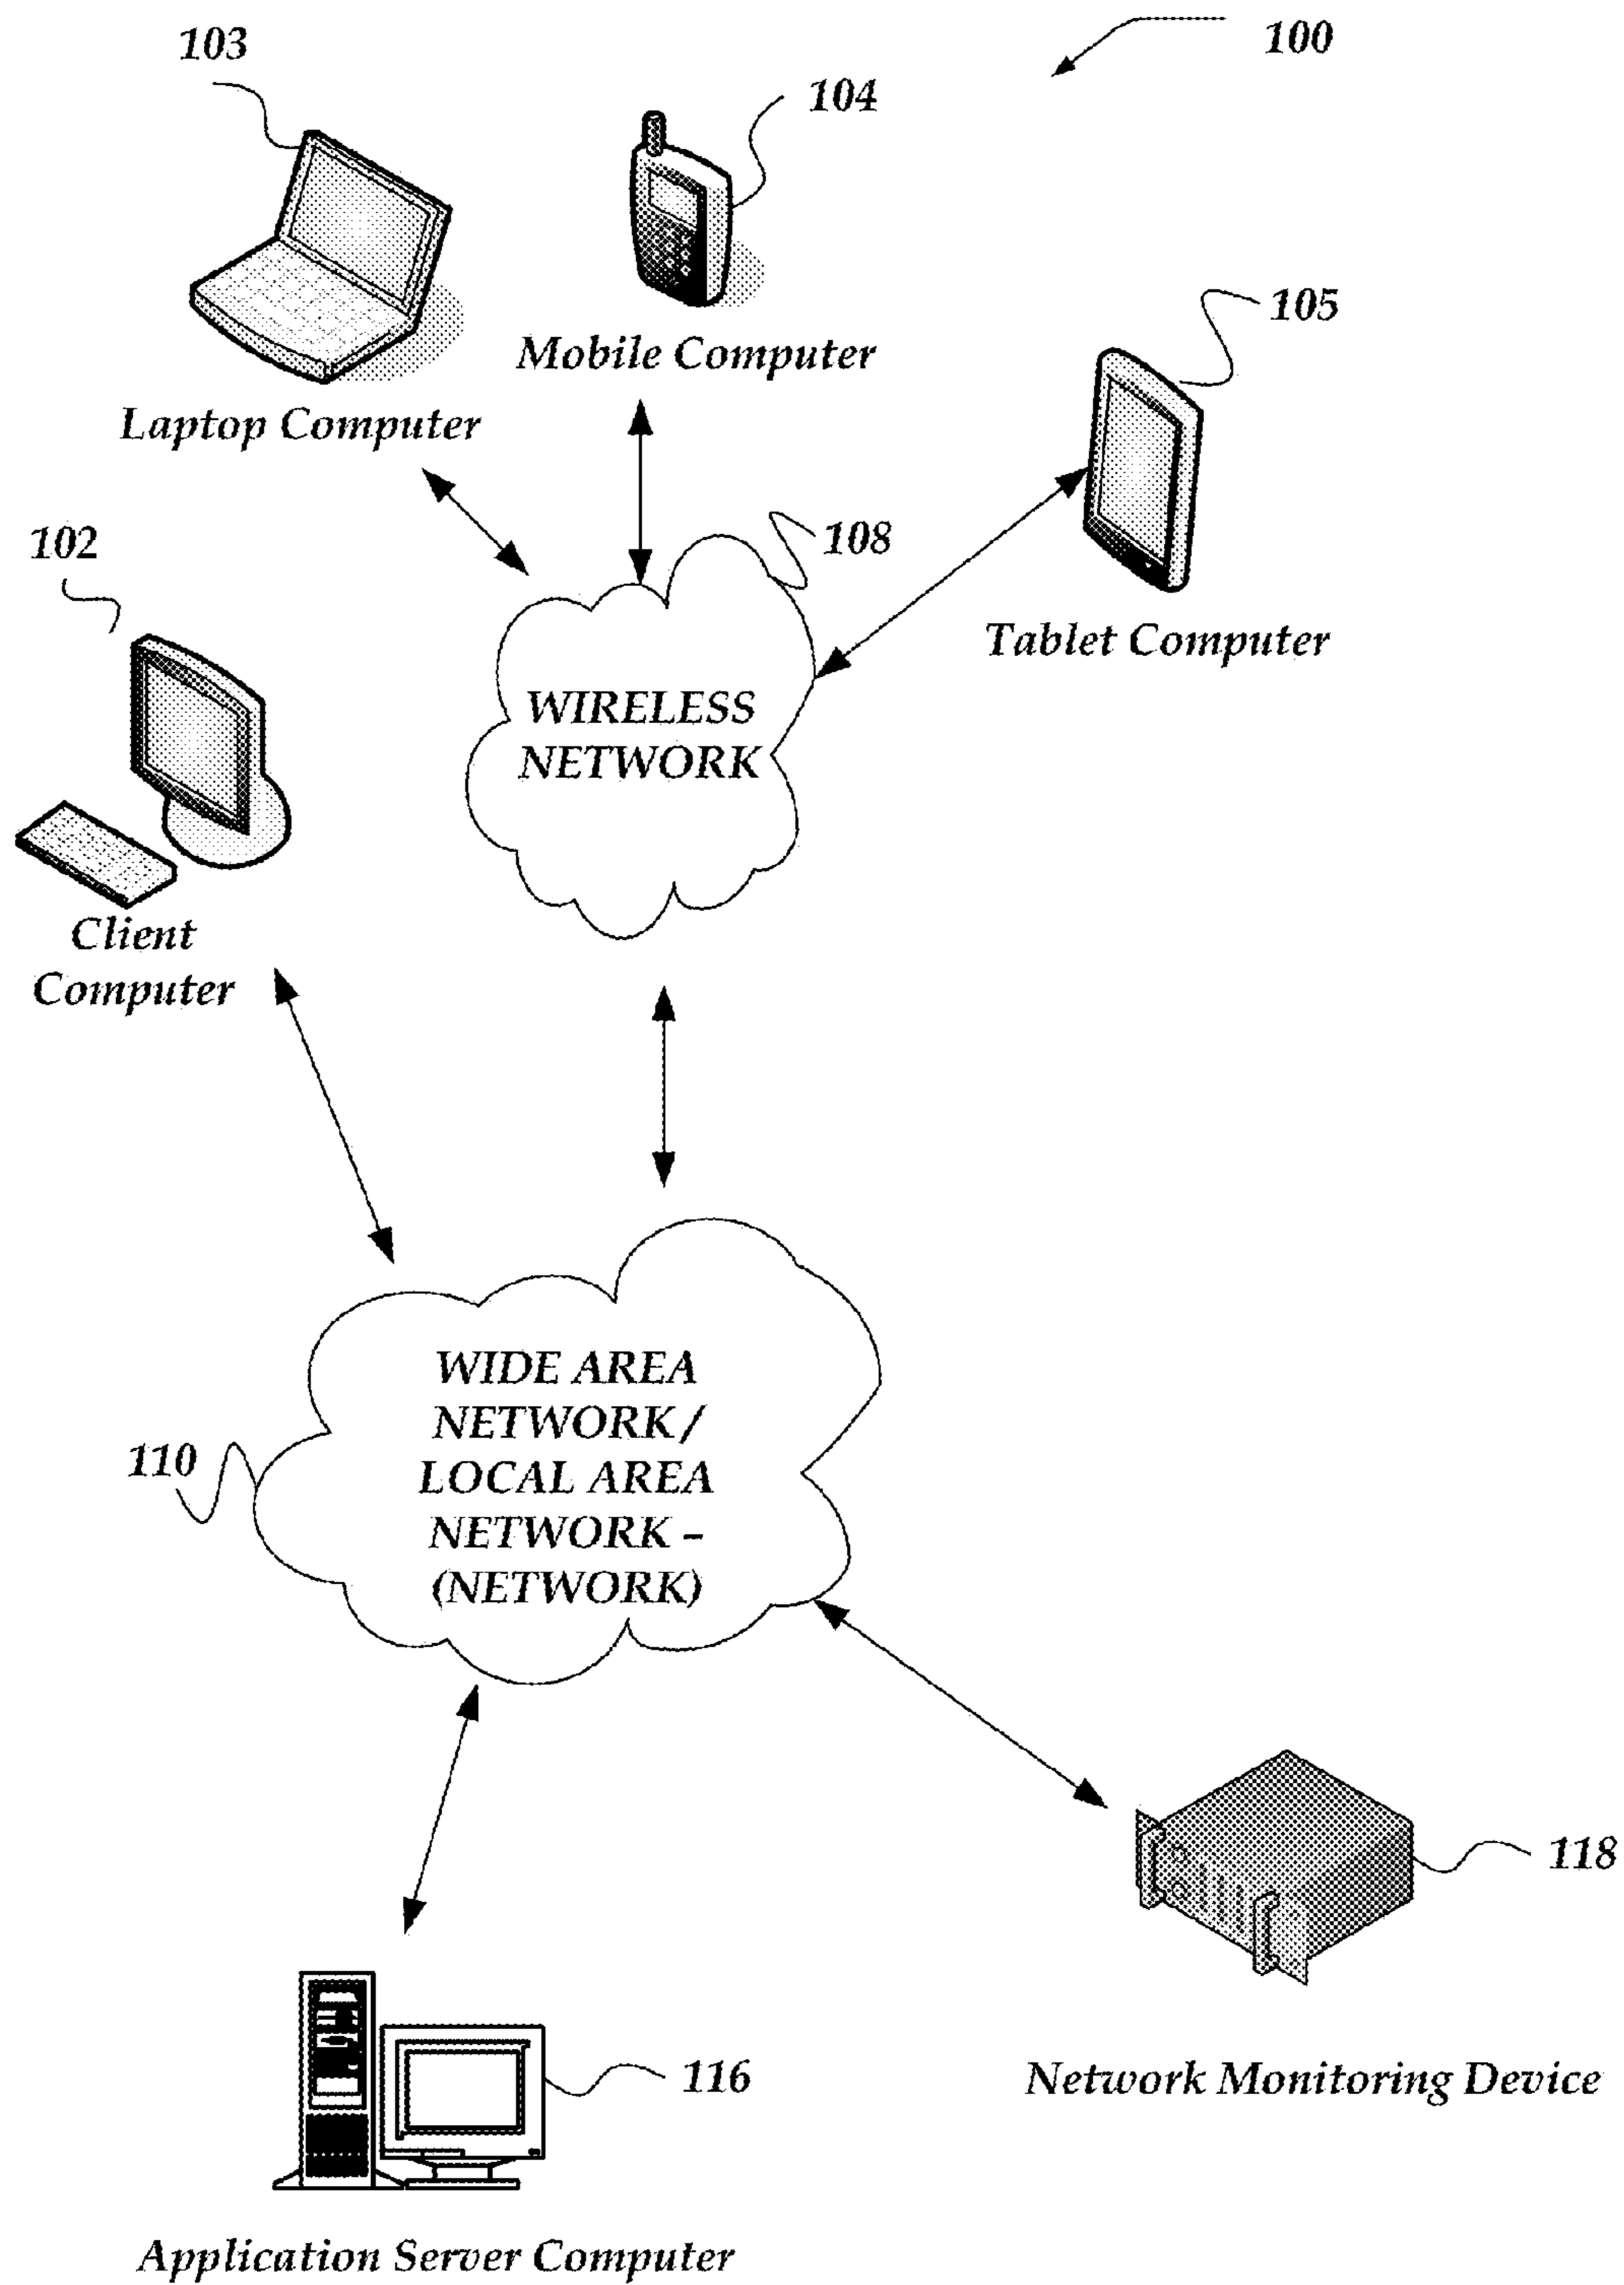 103
100
104
Mobile Computer
105
Laptop Computer
102
108
Tablet Computer
WIRELESS
NETWORK
Client
Computer
WIDE AREA
NETWORK /
LOCAL AREA
NETWORK –
(NETWORK)
110
118
116
Network Monitoring Device
Application Server Computer